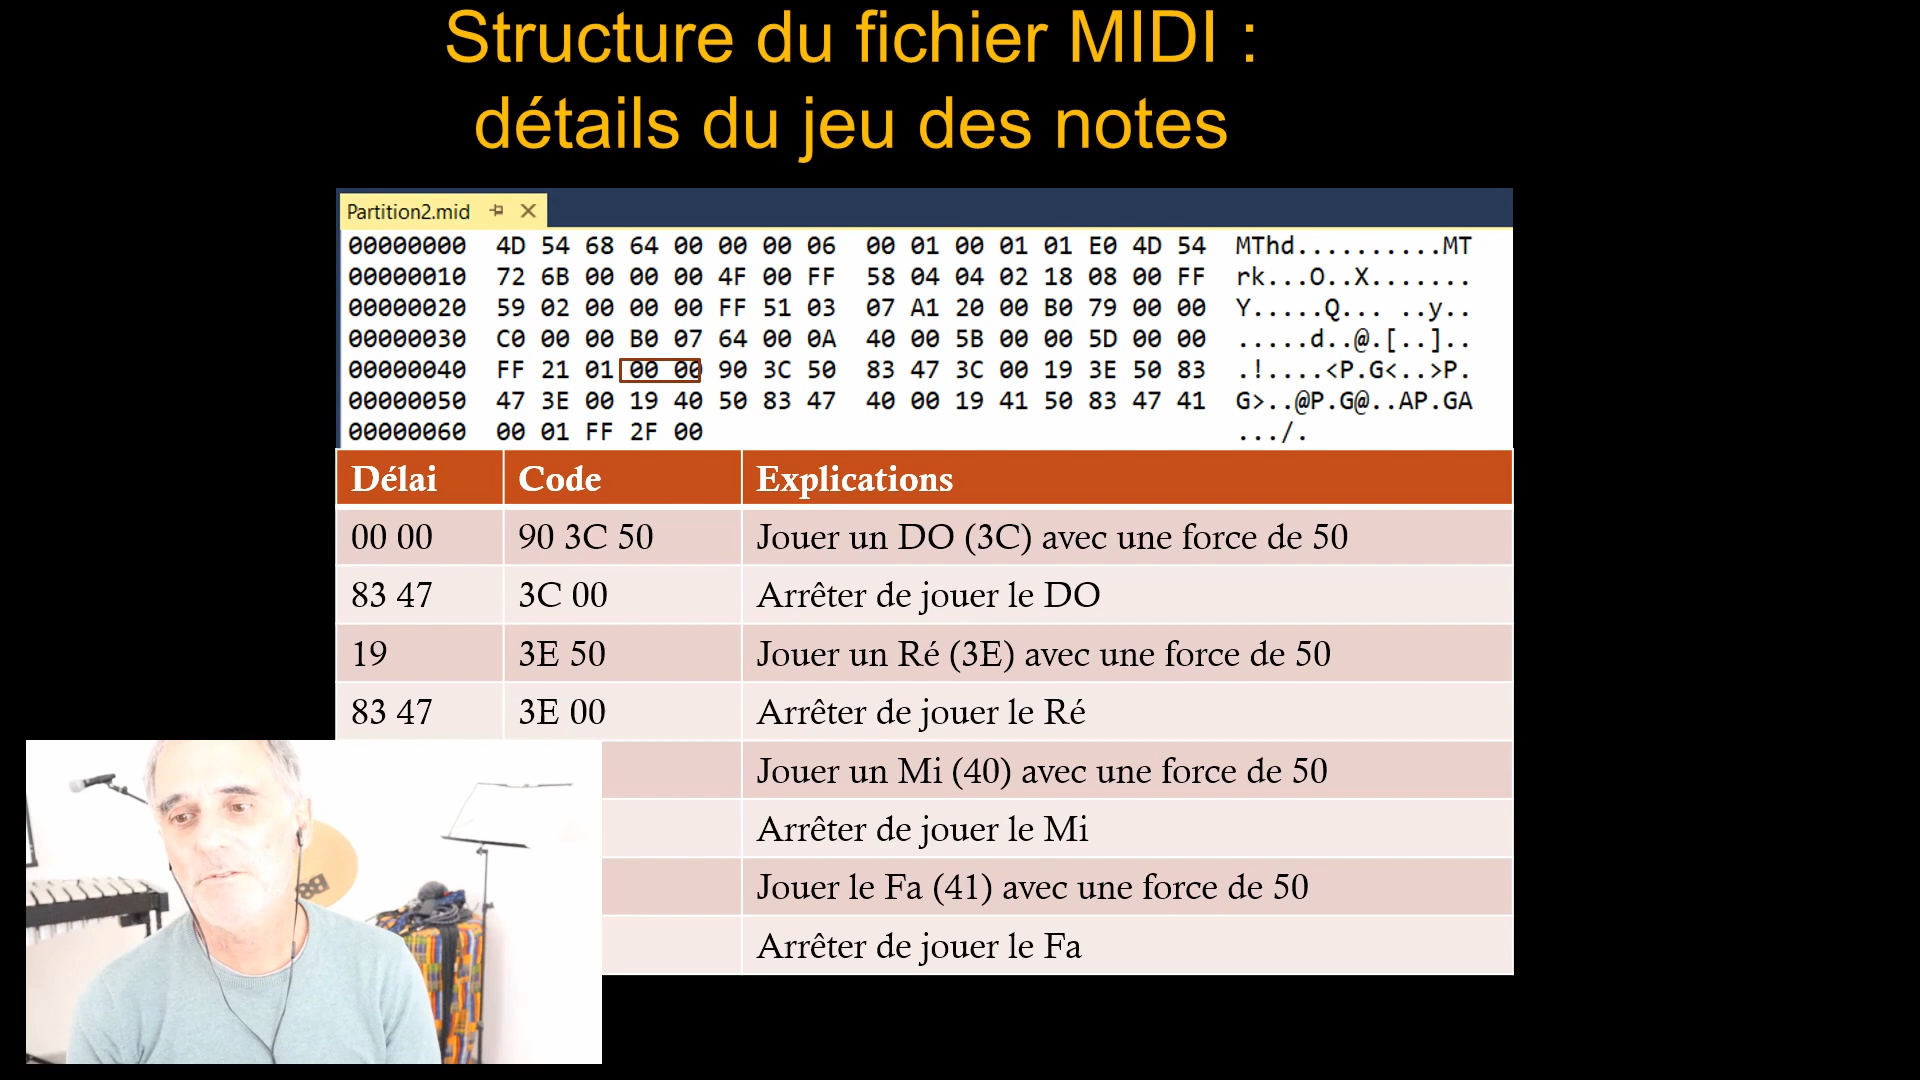 Structure du fichier MIDI :
détails du jeu des notes
Partition2.mid
00000000 4D 54 68 64 00 00 00 06 00 01 00 01 01 E0 4D 54 MThd..........MT
00000010 72 6B 00 00 00 4F 00 FF 58 04 04 02 18 08 00 FF rk...O..X.......
00000020 59 02 00 00 00 FF 51 03 07 A1 20 00 B0 79 00 00 Y.....Q... ..y..
00000030 C0 00 00 B0 07 64 00 0A 40 00 5B 00 00 5D 00 00 .....d..@.[..]..
00000040 FF 21 01 00 00 90 3C 50 83 47 3C 00 19 3E 50 83 .!....<P.G<..>P.
00000050 47 3E 00 19 40 50 83 47 40 00 19 41 50 83 47 41 G>..@P.G@..AP.GA
00000060 00 01 FF 2F 00 .../.
Délai Code Explications
00 00 90 3C 50 Jouer un DO (3C) avec une force de 50
83 47 3C 00 Arrêter de jouer le DO
19 3E 50 Jouer un Ré (3E) avec une force de 50
83 47 3E 00 Arrêter de jouer le Ré
Jouer un Mi (40) avec une force de 50
Arrêter de jouer le Mi
Jouer le Fa (41) avec une force de 50
Arrêter de jouer le Fa